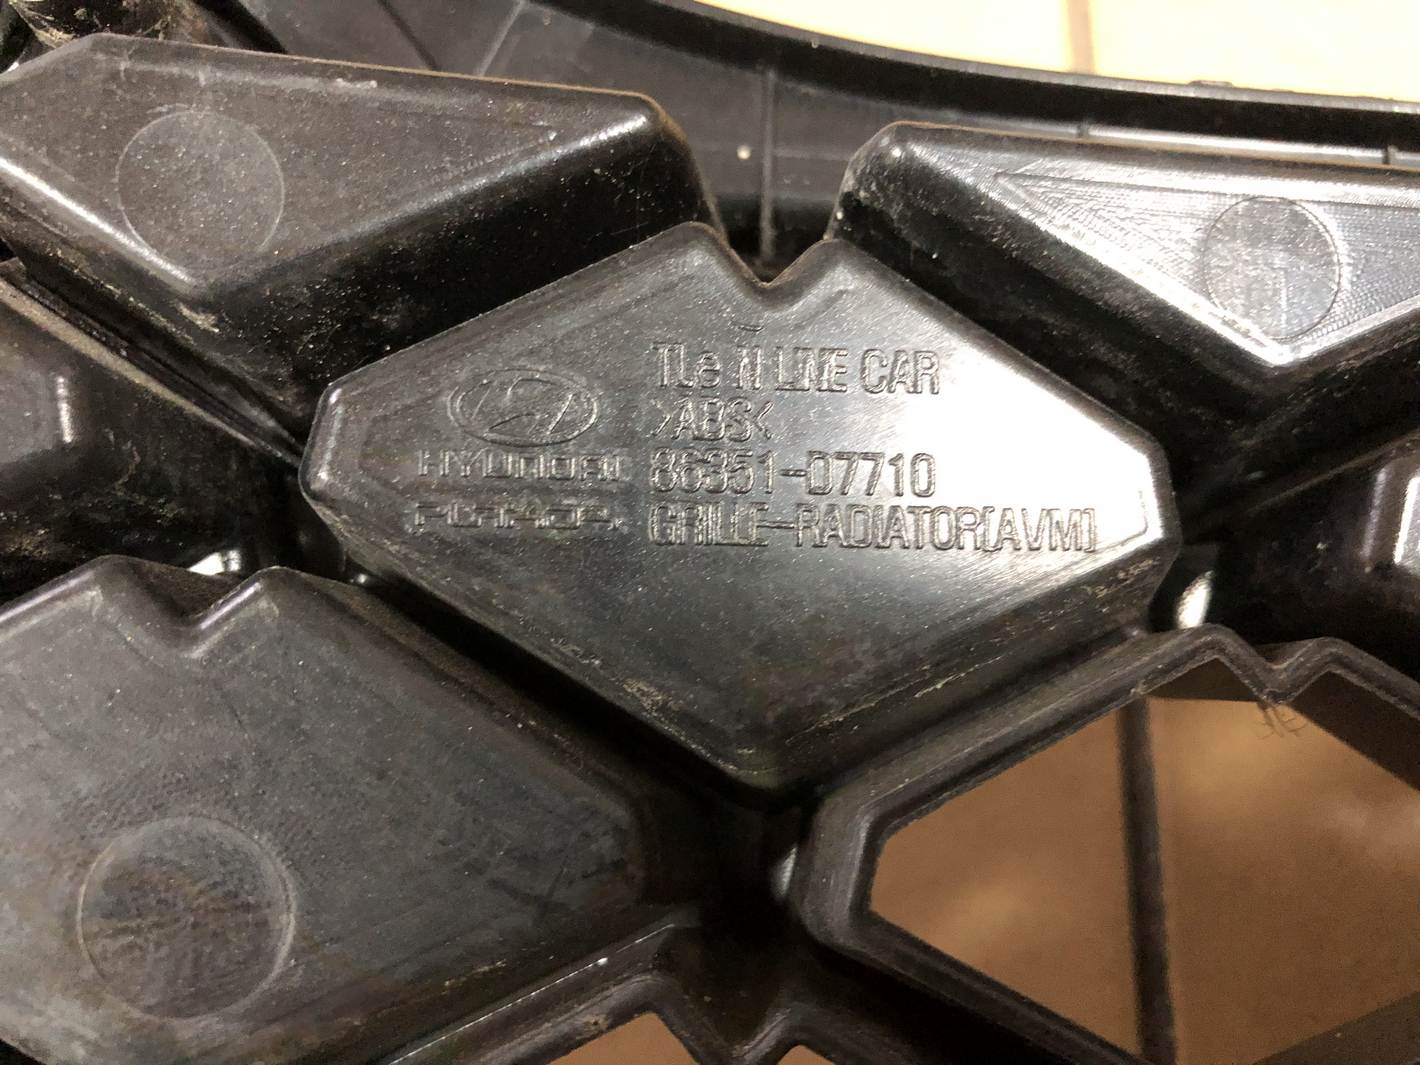 TLe N̄ LINE CAR
>ABS<
HYUNDAI 86351-D7710
GRILLE-RADIATOR[AVM]